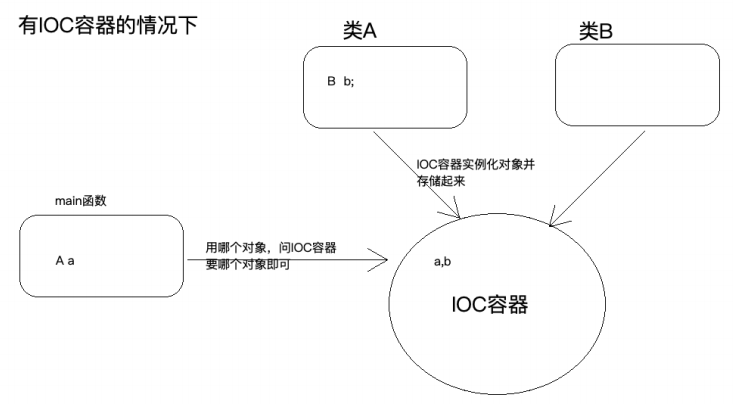 有IOC容器的情况下
类A
类B
B  b;
IOC容器实例化对象并
存储起来
main函数
A a
用哪个对象，问IOC容器
要哪个对象即可
a,b
IOC容器